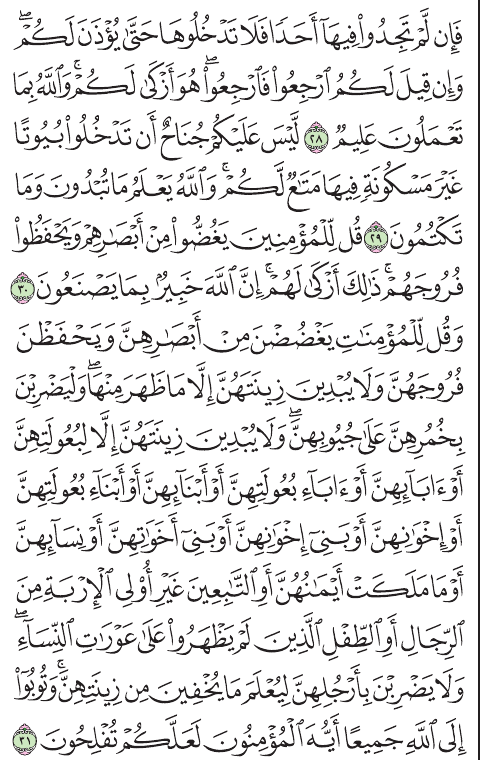 فَإِن لَّمْ تَجِدُوا۟ فِيهَآ أَحَدًا فَلَا تَدْخُلُوهَا حَتَّىٰ يُؤْذَنَ لَكُمْ ۖ
وَإِن قِيلَ لَكُمُ ٱرْجِعُوا۟ فَٱرْجِعُوا۟ ۖ هُوَ أَزْكَىٰ لَكُمْ ۚ وَٱللَّهُ بِمَا
تَعْمَلُونَ عَلِيمٌ ٢٨ لَّيْسَ عَلَيْكُمْ جُنَاحٌ أَن تَدْخُلُوا۟ بُيُوتًا
غَيْرَ مَسْكُونَةٍ فِيهَا مَتَـٰعٌ لَّكُمْ ۚ وَٱللَّهُ يَعْلَمُ مَا تُبْدُونَ وَمَا
تَكْتُمُونَ ٢٩ قُل لِّلْمُؤْمِنِينَ يَغُضُّوا۟ مِنْ أَبْصَـٰرِهِمْ وَيَحْفَظُوا۟
فُرُوجَهُمْ ۚ ذَٰلِكَ أَزْكَىٰ لَهُمْ ۗ إِنَّ ٱللَّهَ خَبِيرٌۢ بِمَا يَصْنَعُونَ ٣٠
وَقُل لِّلْمُؤْمِنَـٰتِ يَغْضُضْنَ مِنْ أَبْصَـٰرِهِنَّ وَيَحْفَظْنَ
فُرُوجَهُنَّ وَلَا يُبْدِينَ زِينَتَهُنَّ إِلَّا مَا ظَهَرَ مِنْهَا ۖ وَلْيَضْرِبْنَ
بِخُمُرِهِنَّ عَلَىٰ جُيُوبِهِنَّ ۖ وَلَا يُبْدِينَ زِينَتَهُنَّ إِلَّا لِبُعُولَتِهِنَّ
أَوْ ءَابَآئِهِنَّ أَوْ ءَابَآءِ بُعُولَتِهِنَّ أَوْ أَبْنَآئِهِنَّ أَوْ أَبْنَآءِ بُعُولَتِهِنَّ
أَوْ إِخْوَٰنِهِنَّ أَوْ بَنِىٓ إِخْوَٰنِهِنَّ أَوْ بَنِىٓ أَخَوَٰتِهِنَّ أَوْ نِسَآئِهِنَّ
أَوْ مَا مَلَكَتْ أَيْمَـٰنُهُنَّ أَوِ ٱلتَّـٰبِعِينَ غَيْرِ أُو۟لِى ٱلْإِرْبَةِ مِنَ
ٱلرِّجَالِ أَوِ ٱلطِّفْلِ ٱلَّذِينَ لَمْ يَظْهَرُوا۟ عَلَىٰ عَوْرَٰتِ ٱلنِّسَآءِ ۖ
وَلَا يَضْرِبْنَ بِأَرْجُلِهِنَّ لِيُعْلَمَ مَا يُخْفِينَ مِن زِينَتِهِنَّ ۚ وَتُوبُوٓا۟
إِلَى ٱللَّهِ جَمِيعًا أَيُّهَ ٱلْمُؤْمِنُونَ لَعَلَّكُمْ تُفْلِحُونَ ٣١